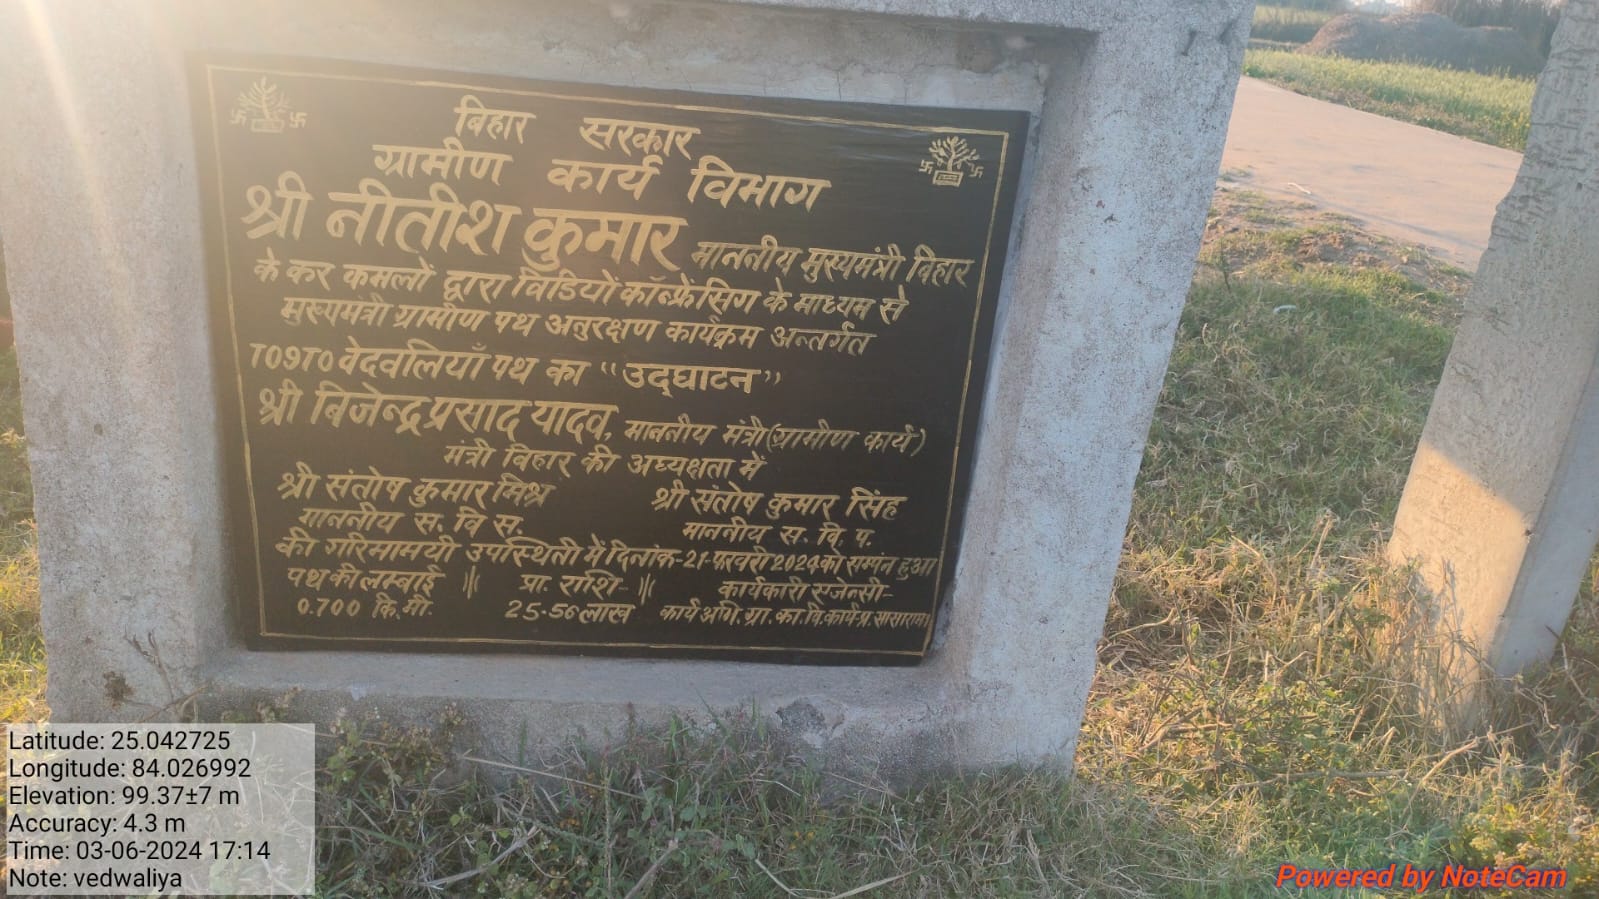 बिहार सरकार
ग्रामीण कार्य विभाग
श्री नीतीश कुमार माननीय मुख्यमंत्री बिहार
के कर कमलों द्वारा विडियों कॉन्फ्रेंसिग के माध्यम से
मुख्यमंत्री ग्रामीण पथ अनुरक्षण कार्यक्रम अन्तर्गत
T09TO वेदवलियाँ पथ का "उद्घाटन"
श्री बिजेन्द्र प्रसाद यादव, माननीय मंत्री (ग्रामीण कार्य)
मंत्री बिहार की अध्यक्षता में
श्री संतोष कुमार मिश्र श्री संतोष कुमार सिंह
माननीय स. वि स. माननीय स. वि. प.
की गरिमामयी उपस्थिती में दिनांक-21-फरवरी 2024 को सम्पन हुआ
पथ की लम्बाई प्रा. राशि- कार्यकारी एजेन्सी-
0.700 कि.मी. 25-56 लाख कार्य अभि. ग्रा. का. वि. कार्य-प्र. सासाराम।
Latitude: 25.042725
Longitude: 84.026992
Elevation: 99.37±7 m
Accuracy: 4.3 m
Time: 03-06-2024 17:14
Note: vedwaliya
Powered by NoteCam